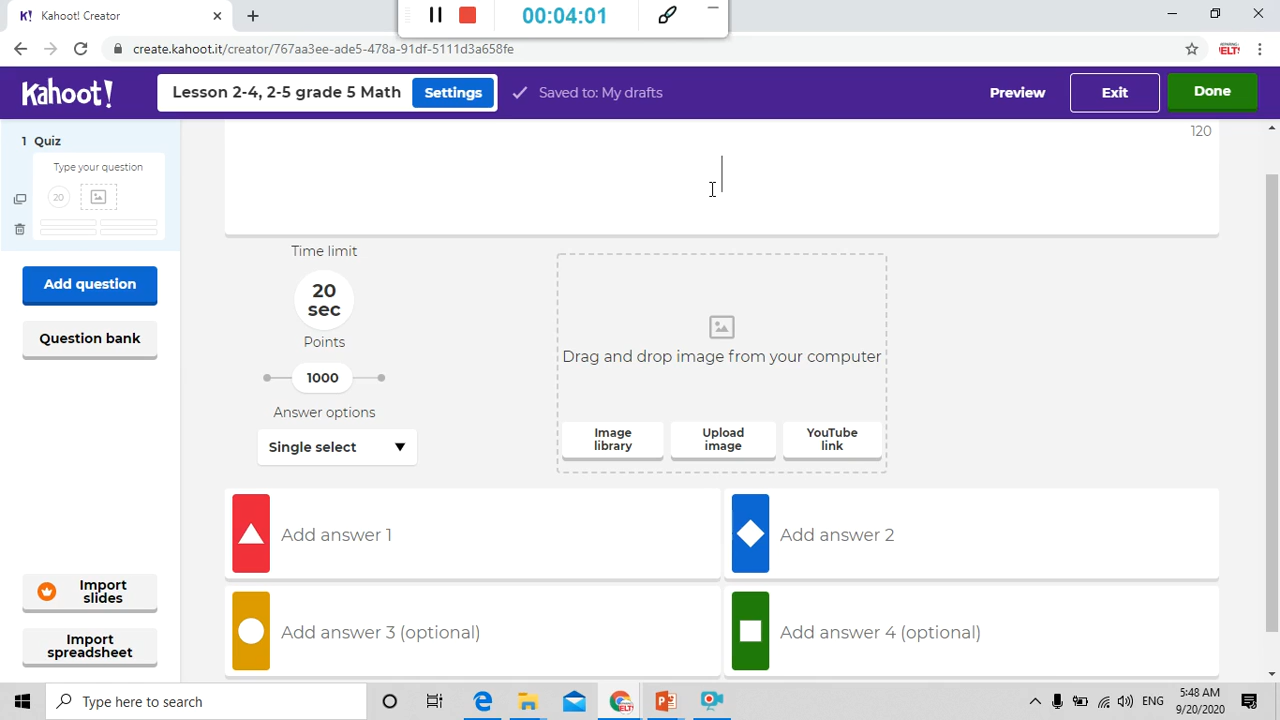 Kahoot! Creator
00:04:01
create.kahoot.it/creator/767aa3ee-ade5-478a-91df-5111d3a658fe
IELTS
Kahoot!
Lesson 2-4, 2-5 grade 5 Math
Settings
Saved to: My drafts
Preview
Exit
Done
1 Quiz
Type your question
20
120
Add question
Question bank
Import slides
Import spreadsheet
Time limit
20
sec
Points
1000
Answer options
Single select
Drag and drop image from your computer
Image
library
Upload
image
YouTube
link
Add answer 1
Add answer 2
Add answer 3 (optional)
Add answer 4 (optional)
Type here to search
ENG
5:48 AM
9/20/2020